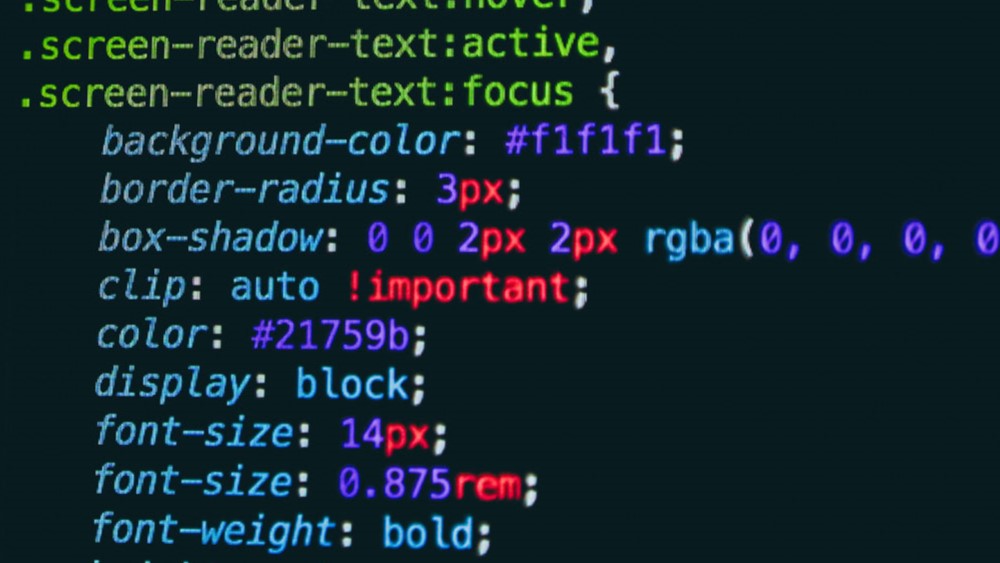 .screen-reader-text:hover,
.screen-reader-text:active,
.screen-reader-text:focus {
background-color: #f1f1f1;
border-radius: 3px;
box-shadow: 0 0 2px 2px rgba(0, 0, 0, 0
clip: auto !important;
color: #21759b;
display: block;
font-size: 14px;
font-size: 0.875rem;
font-weight: bold;